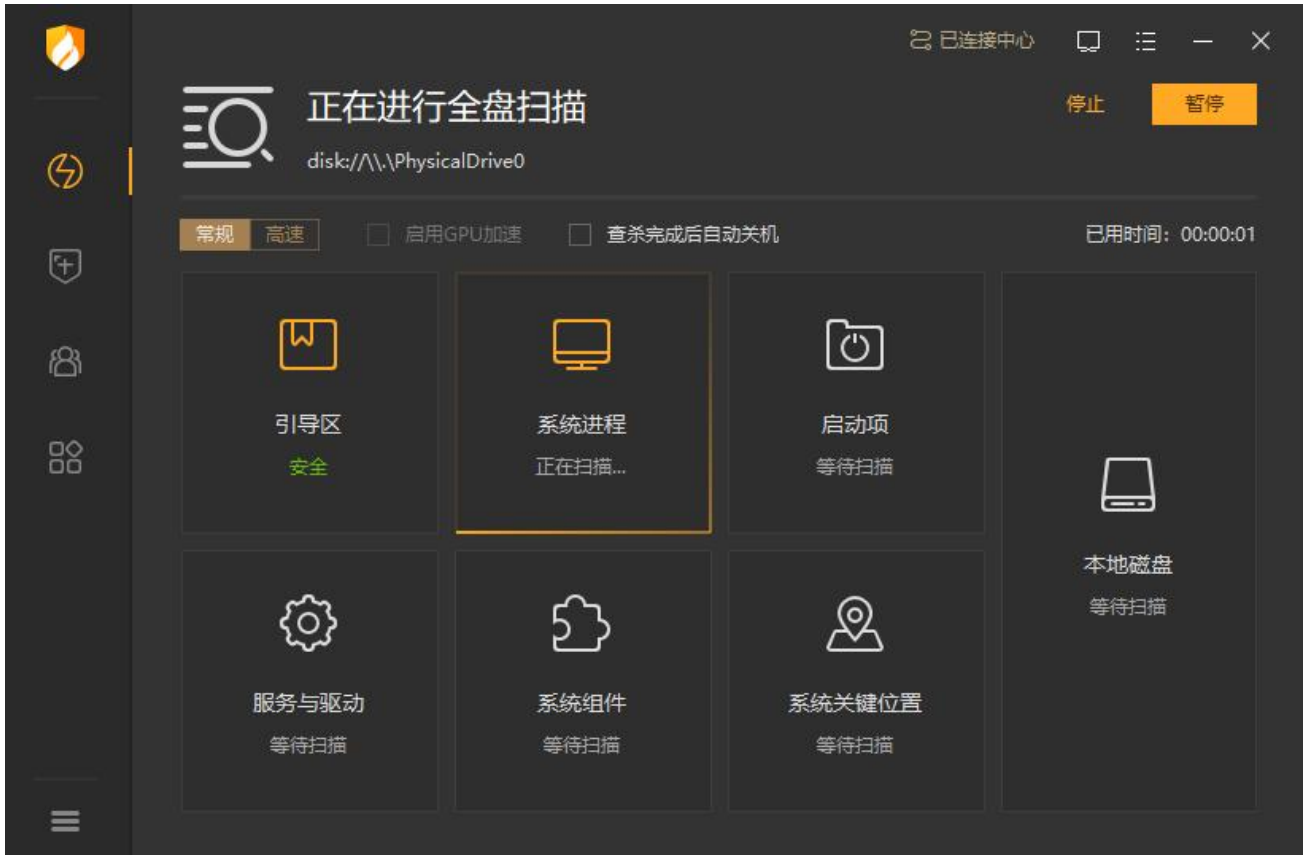 已连接中心
正在进行全盘扫描
停止
暂停
disk://\\.\PhysicalDrive0
常规 高速 启用GPU加速 查杀完成后自动关机 已用时间：00:00:01
引导区
安全
系统进程
正在扫描...
启动项
等待扫描
本地磁盘
等待扫描
服务与驱动
等待扫描
系统组件
等待扫描
系统关键位置
等待扫描